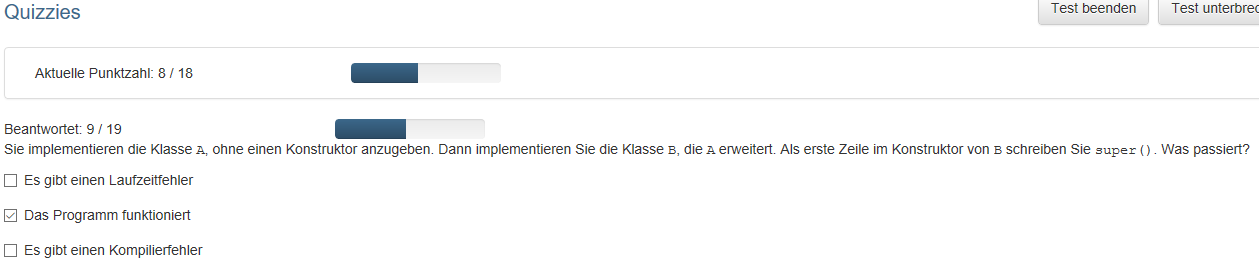 Quizzies
Test beenden
Test unterbrec
Aktuelle Punktzahl: 8 / 18
Beantwortet: 9 / 19
Sie implementieren die Klasse A, ohne einen Konstruktor anzugeben. Dann implementieren Sie die Klasse B, die A erweitert. Als erste Zeile im Konstruktor von B schreiben Sie super(). Was passiert?
Es gibt einen Laufzeitfehler
Das Programm funktioniert
Es gibt einen Kompilierfehler